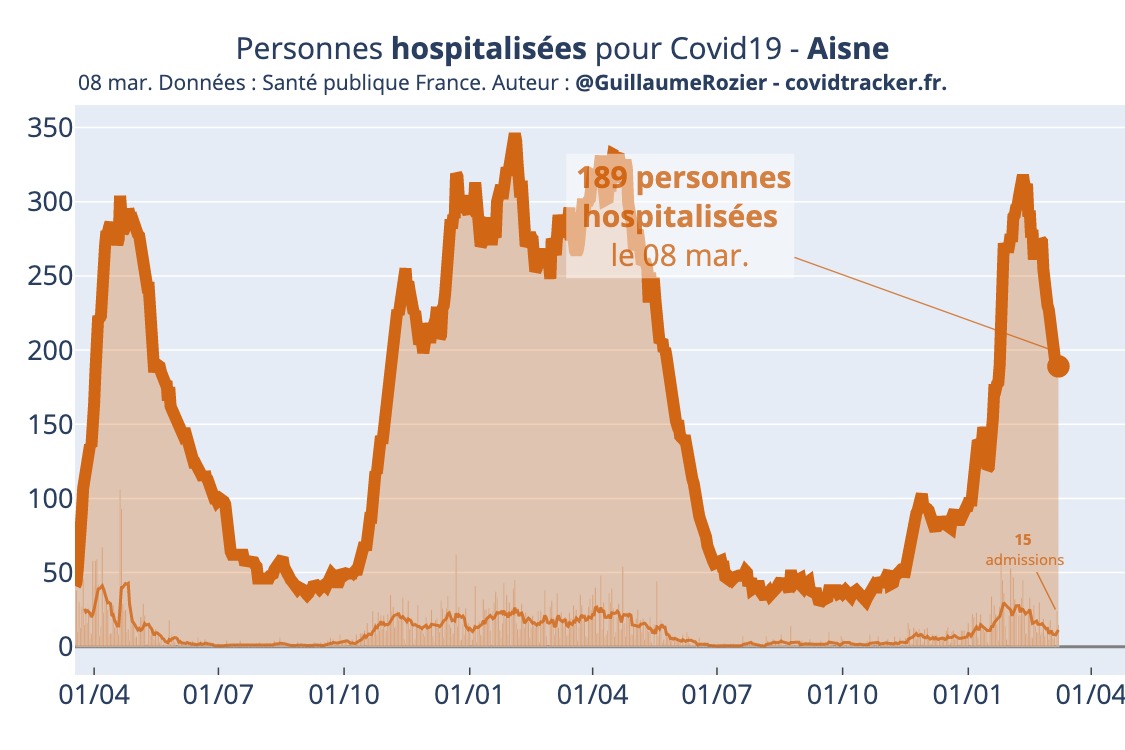 Personnes hospitalisées pour Covid19 - Aisne
08 mar. Données : Santé publique France. Auteur : @GuillaumeRozier - covidtracker.fr.
350
300
250
200
150
100
50
0
189 personnes
hospitalisées
le 08 mar.
15
admissions
01/04 01/07 01/10 01/01 01/04 01/07 01/10 01/01 01/04